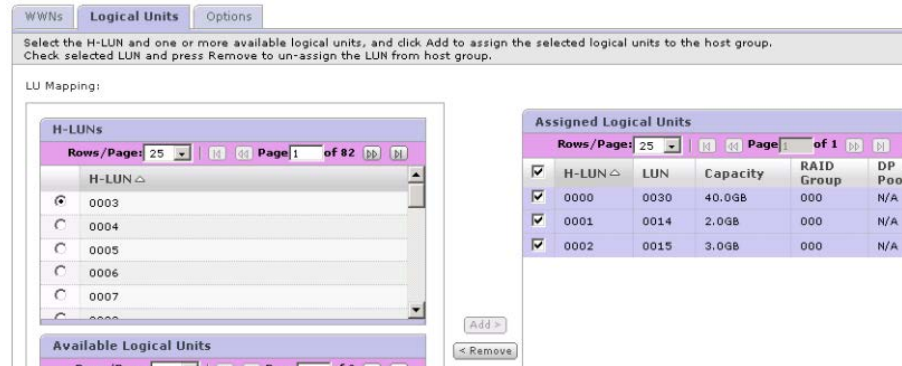 WWNs Logical Units Options
Select the H-LUN and one or more available logical units, and click Add to assign the selected logical units to the host group.
Check selected LUN and press Remove to un-assign the LUN from host group.
LU Mapping:
H-LUNs
Rows/Page: 25 Page 1 of 82
H-LUN
0003
0004
0005
0006
0007
Available Logical Units
Add >
< Remove
Assigned Logical Units
Rows/Page: 25 Page 1 of 1
H-LUN LUN Capacity RAID Group DP
0000 0030 40.0GB 000 N/A
0001 0014 2.0GB 000 N/A
0002 0015 3.0GB 000 N/A